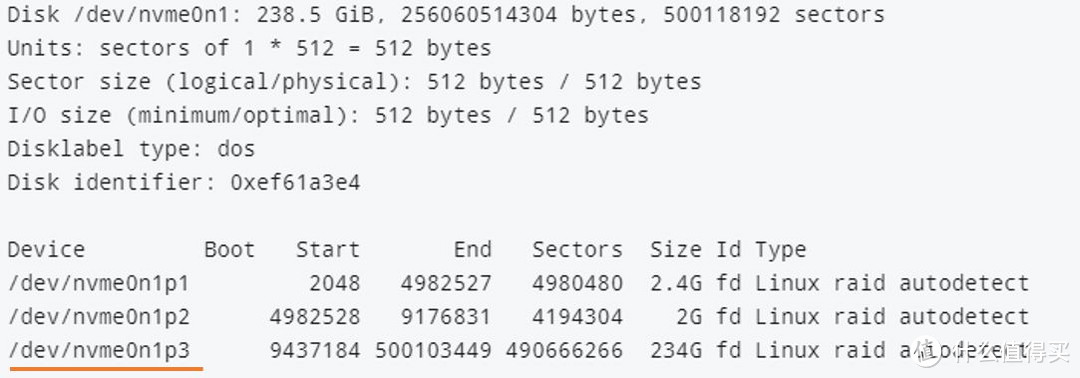 Disk /dev/nvme0n1: 238.5 GiB, 256060514304 bytes, 500118192 sectors
Units: sectors of 1 * 512 = 512 bytes
Sector size (logical/physical): 512 bytes / 512 bytes
I/O size (minimum/optimal): 512 bytes / 512 bytes
Disklabel type: dos
Disk identifier: 0xef61a3e4
Device Boot Start End Sectors Size Id Type
/dev/nvme0n1p1 2048 4982527 4980480 2.4G fd Linux raid autodetect
/dev/nvme0n1p2 4982528 9176831 4194304 2G fd Linux raid autodetect
/dev/nvme0n1p3 9437184 500103449 490666266 234G fd Linux raid autodetect
值 什么值得买